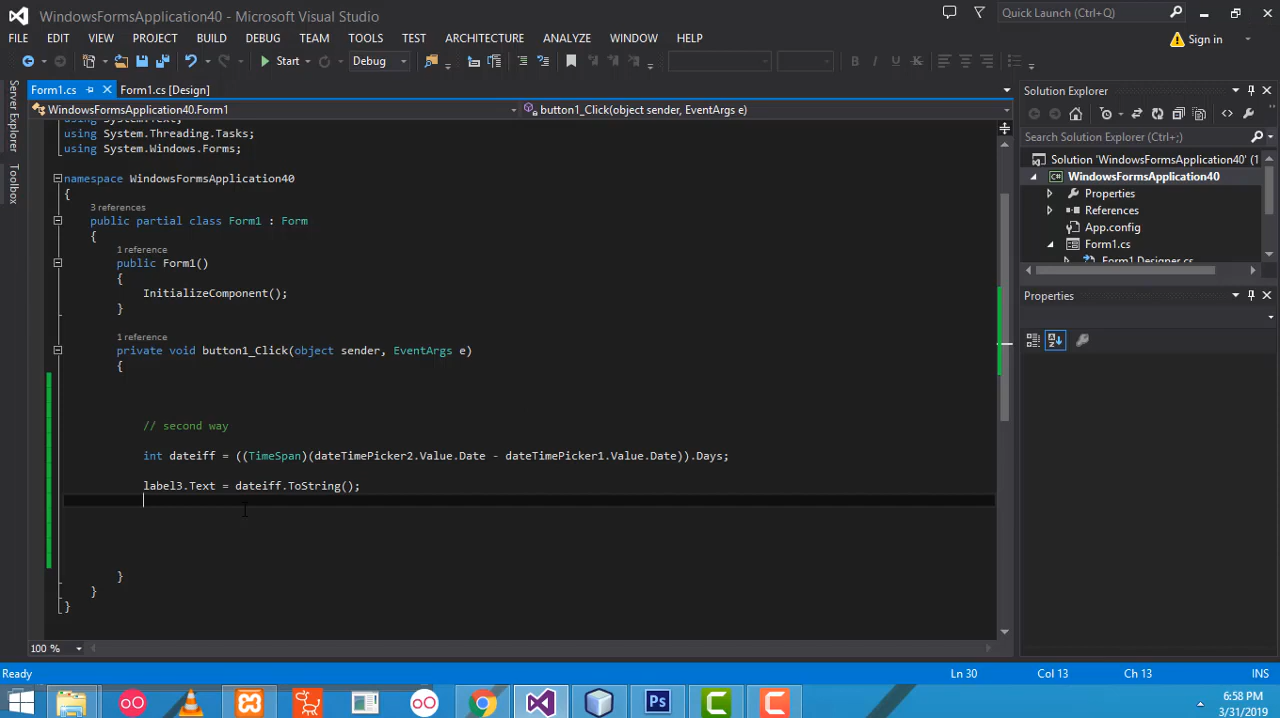 WindowsFormsApplication40 - Microsoft Visual Studio
Quick Launch (Ctrl+Q)
FILE EDIT VIEW PROJECT BUILD DEBUG TEAM TOOLS TEST ARCHITECTURE ANALYZE WINDOW HELP
Sign in
Start Debug
Server Explorer
Toolbox
Form1.cs Form1.cs [Design]
WindowsFormsApplication40.Form1 button1_Click(object sender, EventArgs e)
using System.Text;
using System.Threading.Tasks;
using System.Windows.Forms;
namespace WindowsFormsApplication40
{
3 references
public partial class Form1 : Form
{
1 reference
public Form1()
{
InitializeComponent();
}
1 reference
private void button1_Click(object sender, EventArgs e)
{
// second way
int dateiff = ((TimeSpan)(dateTimePicker2.Value.Date - dateTimePicker1.Value.Date)).Days;
label3.Text = dateiff.ToString();
}
}
}
100 %
Solution Explorer
Search Solution Explorer (Ctrl+;)
Solution 'WindowsFormsApplication40' (1
WindowsFormsApplication40
Properties
References
App.config
Form1.cs
Form1.Designer.cs
Properties
Ready Ln 30 Col 13 Ch 13 INS
6:58 PM
3/31/2019